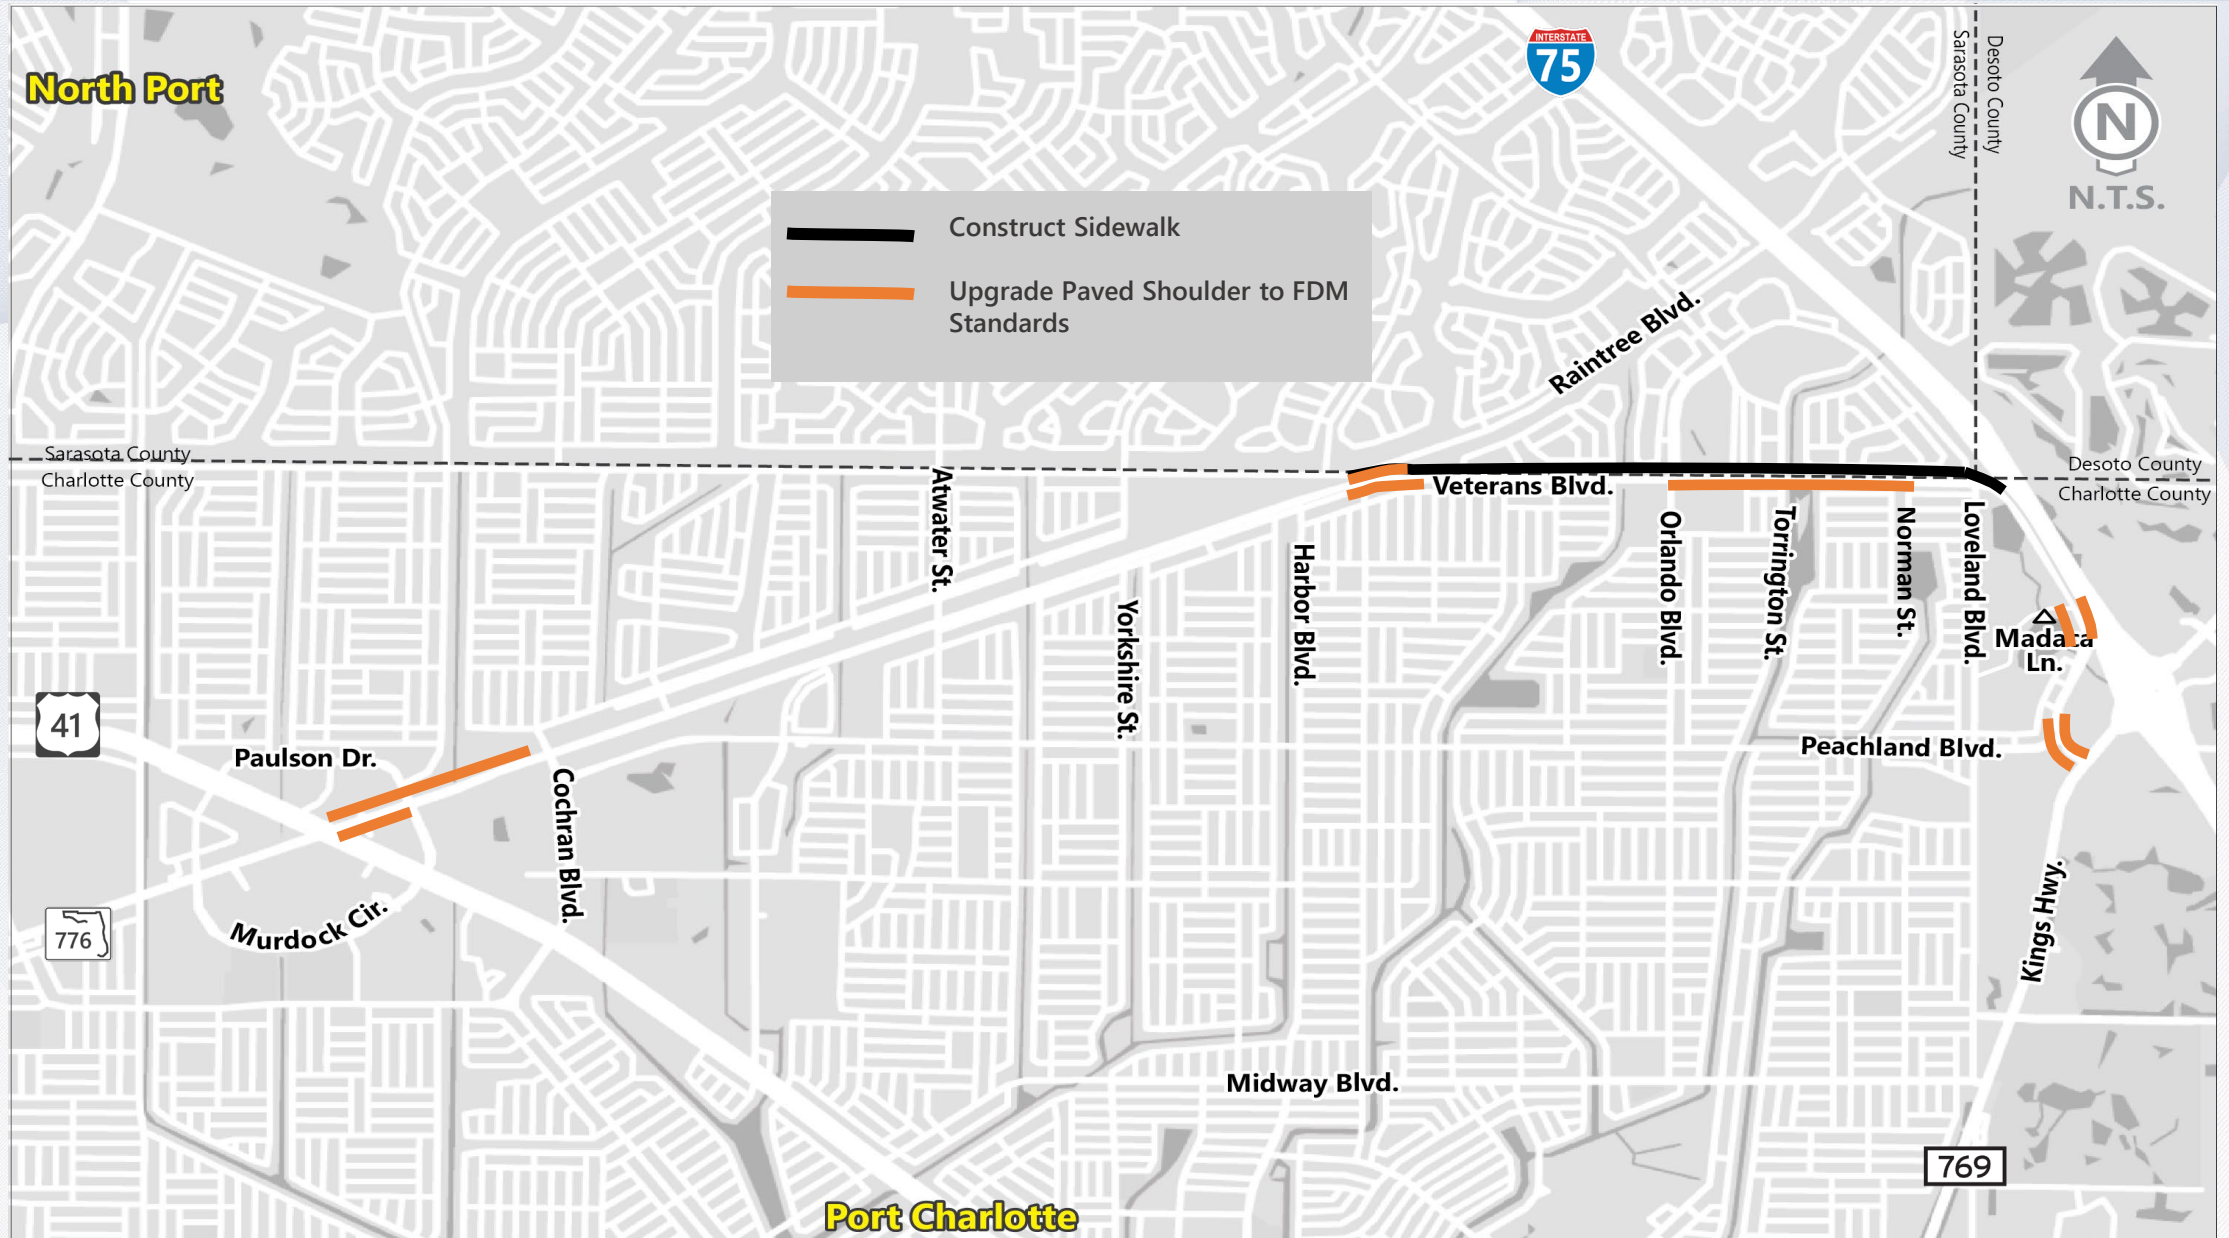 North Port
INTERSTATE
75
Sarasota County
Desoto County
N
N.T.S.
Construct Sidewalk
Upgrade Paved Shoulder to FDM
Standards
Raintree Blvd.
Sarasota County
Charlotte County
Desoto County
Charlotte County
Veterans Blvd.
Atwater St.
Yorkshire St.
Harbor Blvd.
Orlando Blvd.
Torrington St.
Norman St.
Loveland Blvd.
Madaca
Ln.
41
Paulson Dr.
Peachland Blvd.
Cochran Blvd.
776
Murdock Cir.
Kings Hwy.
Midway Blvd.
769
Port Charlotte